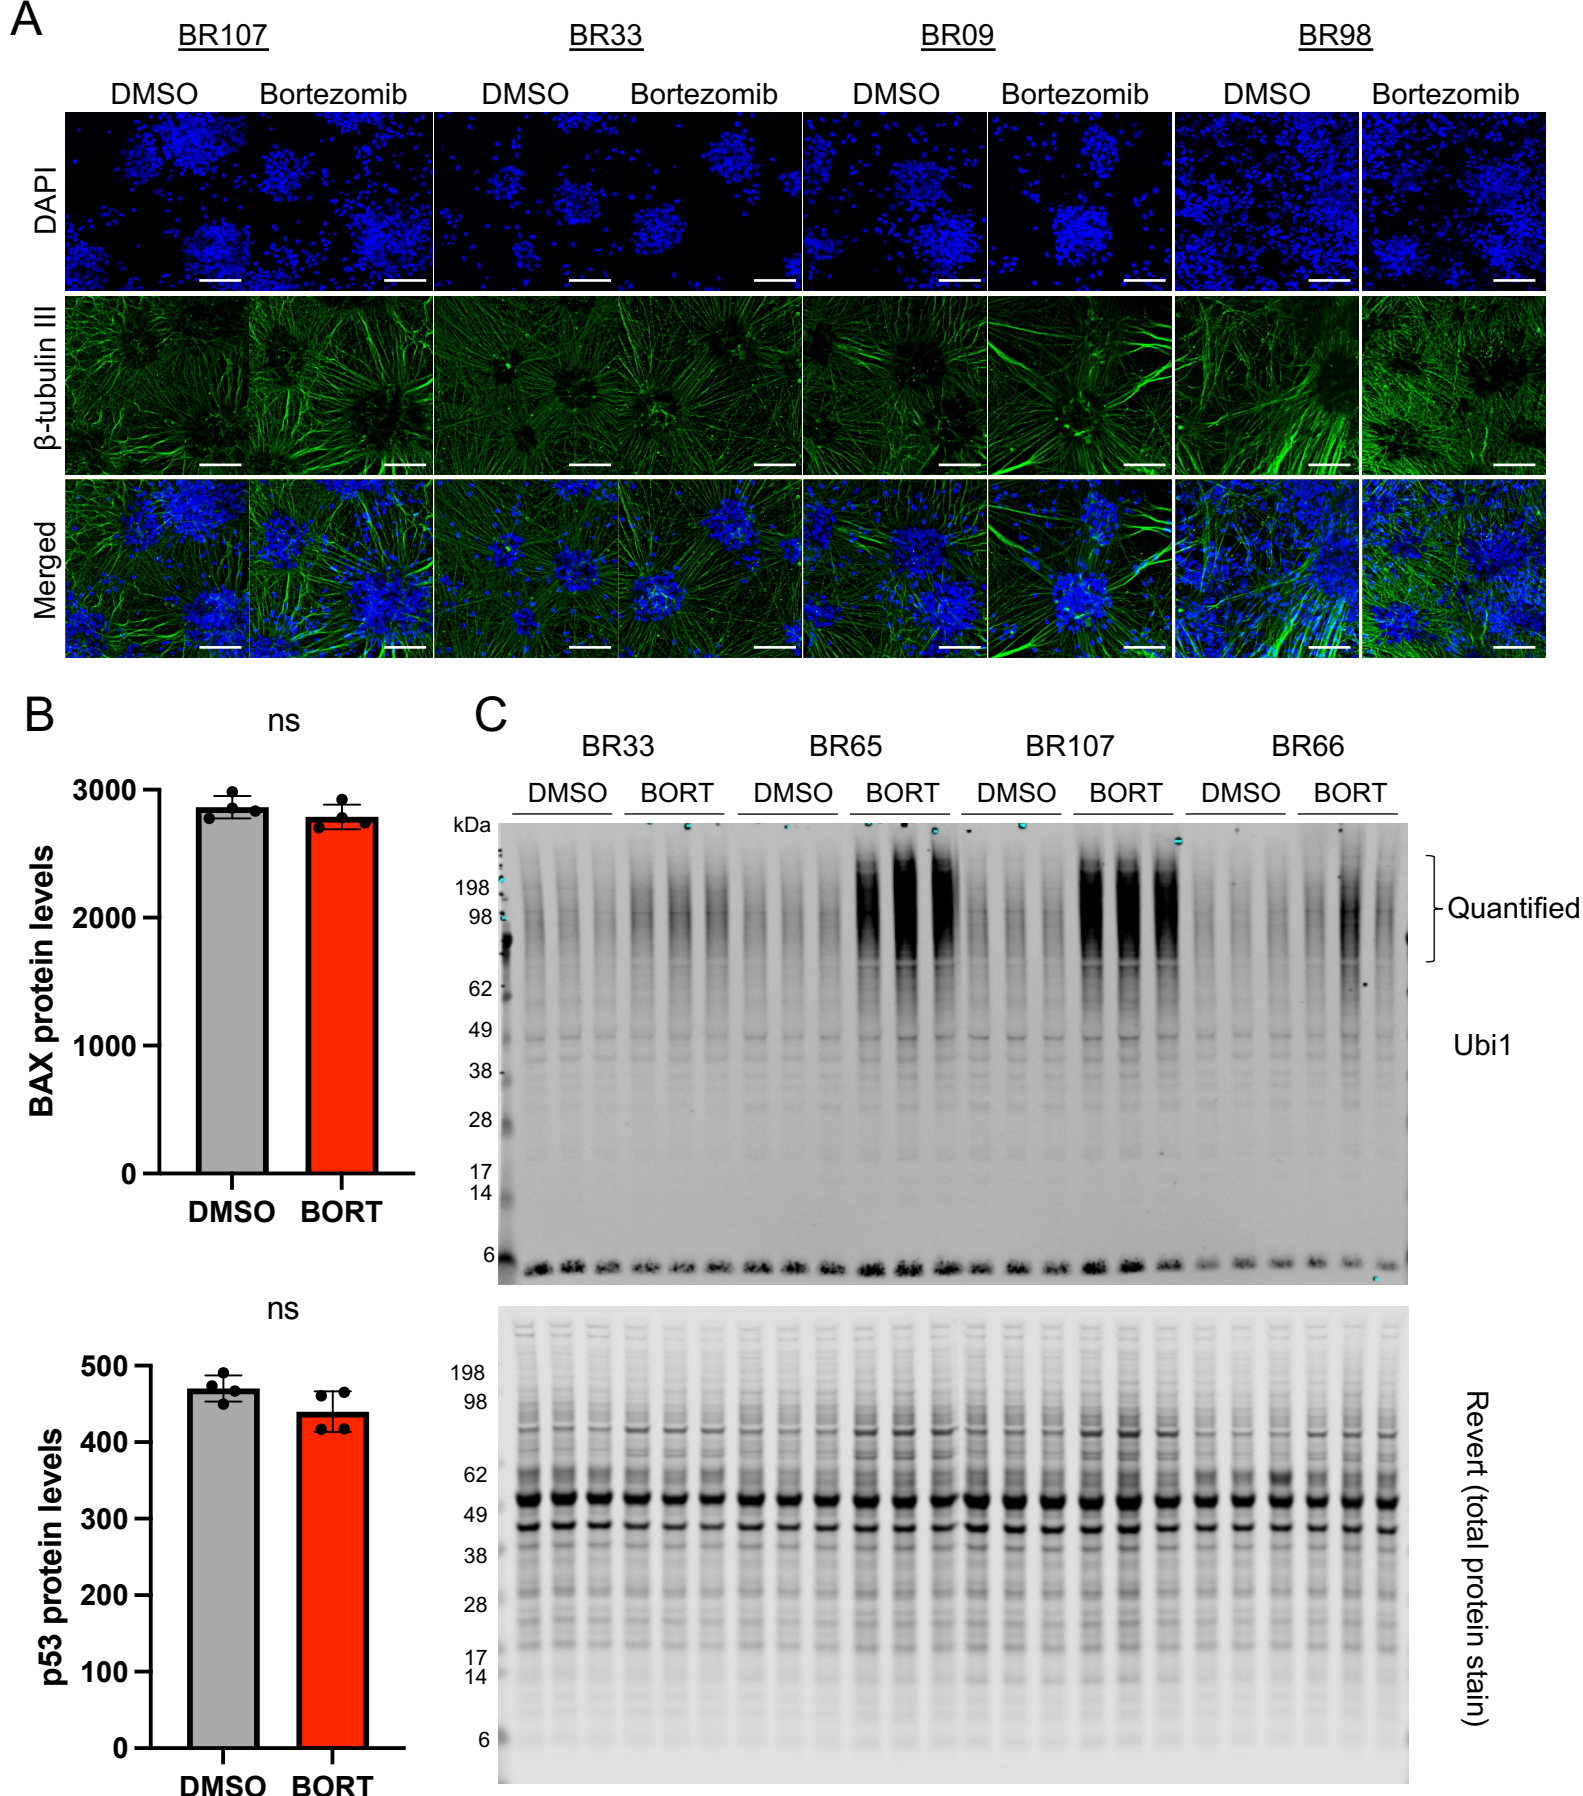 A
BR107 BR33 BR09 BR98
DMSO Bortezomib DMSO Bortezomib DMSO Bortezomib DMSO Bortezomib
DAPI
β-tubulin III
Merged
B
ns
BAX protein levels
3000
2000
1000
0
DMSO BORT
ns
p53 protein levels
500
400
300
200
100
0
DMSO BORT
C
BR33 BR65 BR107 BR66
DMSO BORT DMSO BORT DMSO BORT DMSO BORT
kDa
198
98
62
49
38
28
17
14
6
Quantified
Ubi1
198
98
62
49
38
28
17
14
6
Revert (total protein stain)